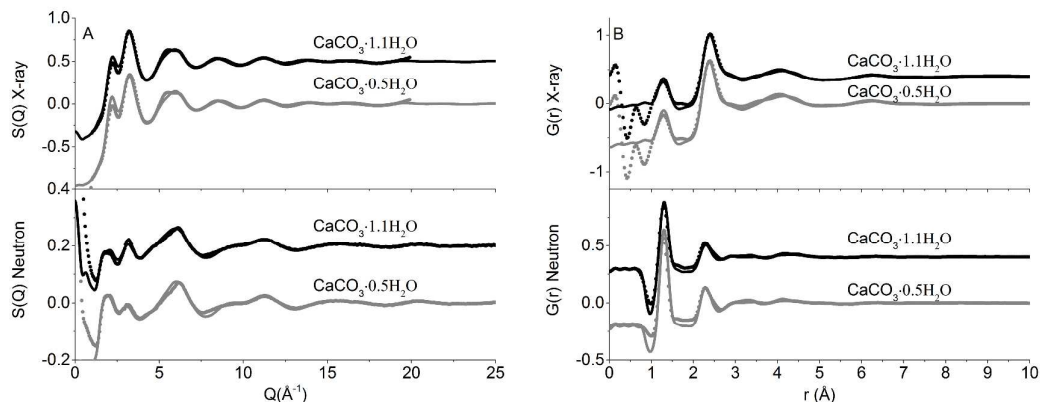 A
1.0
0.5
0.0
-0.5
0.4
0.2
0.0
-0.2
S(Q) X-ray
S(Q) Neutron
CaCO₃·1.1H₂O
CaCO₃·0.5H₂O
CaCO₃·1.1H₂O
CaCO₃·0.5H₂O
0 5 10 15 20 25
Q(Å⁻¹)
B
1
0
-1
0.5
0.0
-0.5
G(r) X-ray
G(r) Neutron
CaCO₃·1.1H₂O
CaCO₃·0.5H₂O
CaCO₃·1.1H₂O
CaCO₃·0.5H₂O
0 1 2 3 4 5 6 7 8 9 10
r (Å)